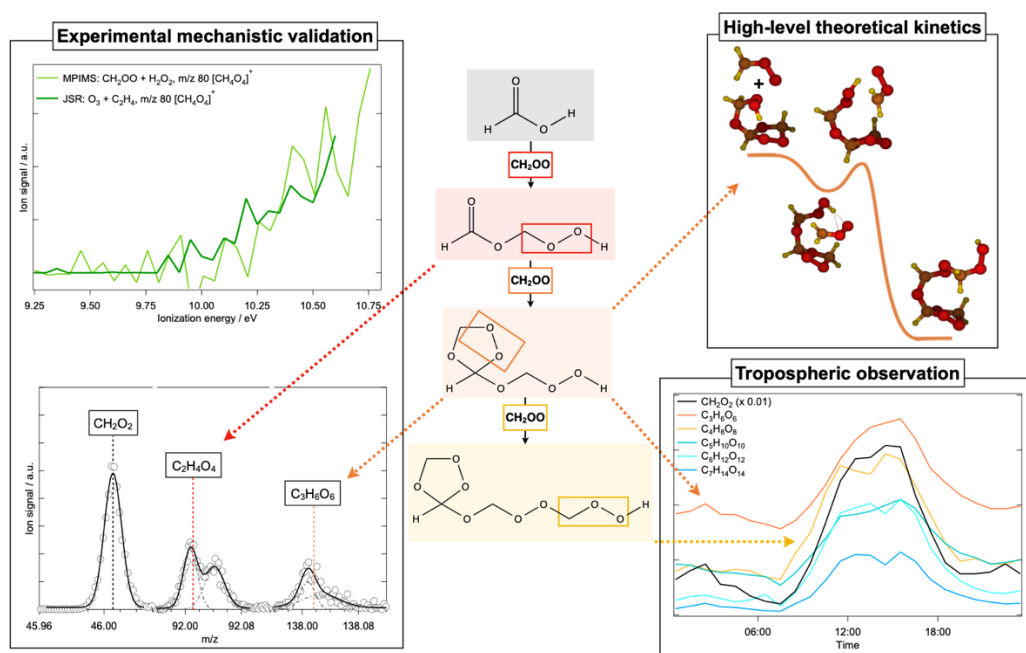 Experimental mechanistic validation
MPIMS: CH₂OO + H₂O₂, m/z 80 [CH₄O₄]⁺
JSR: O₃ + C₂H₄, m/z 80 [CH₄O₄]⁺
Ion signal / a.u.
9.25 9.50 9.75 10.00 10.25 10.50 10.75
Ionization energy / eV
CH₂O₂
C₂H₄O₄
C₃H₆O₆
Ion signal / a.u.
45.96 46.00 92.00 92.08 138.00 138.08
m/z
O
H O H
CH₂OO
O
H O O O H
CH₂OO
O O
O O
H O O O H
CH₂OO
O O
O O
H O O O O O H
High-level theoretical kinetics
+
Tropospheric observation
CH₂O₂ (x 0.01)
C₃H₆O₆
C₄H₈O₈
C₅H₁₀O₁₀
C₆H₁₂O₁₂
C₇H₁₄O₁₄
06:00 12:00 18:00
Time